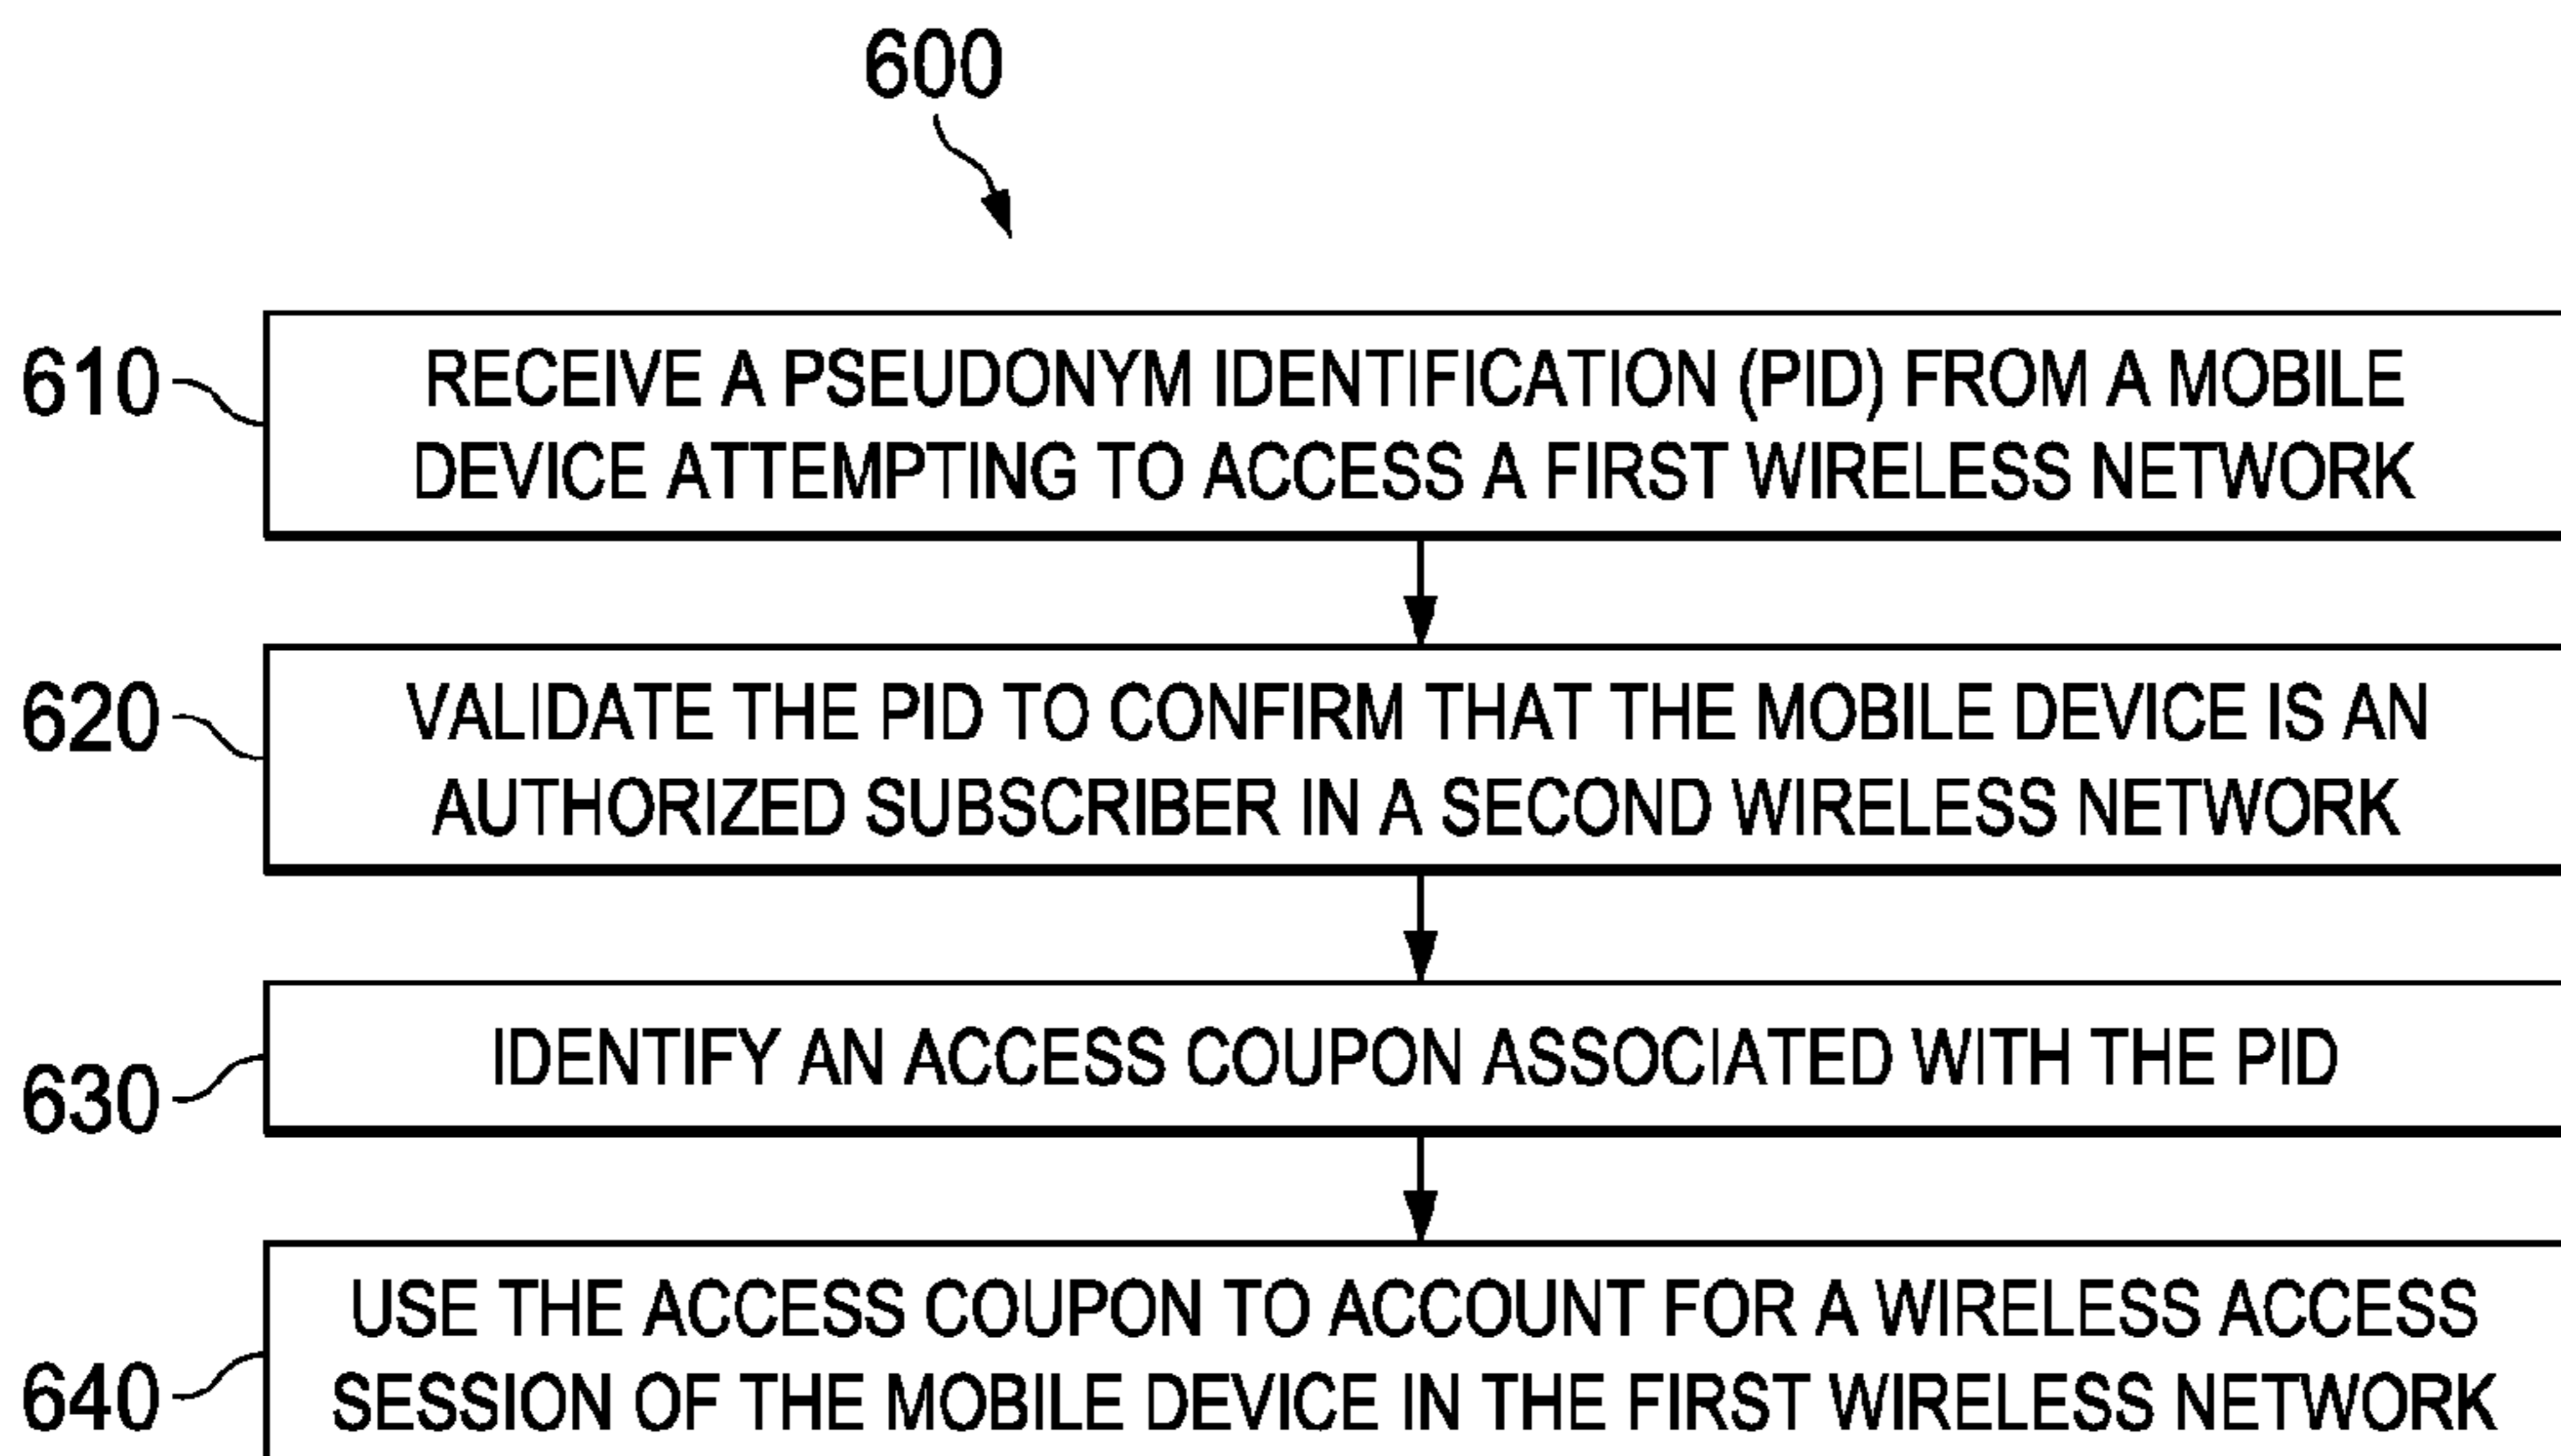 600
610
RECEIVE A PSEUDONYM IDENTIFICATION (PID) FROM A MOBILE
DEVICE ATTEMPTING TO ACCESS A FIRST WIRELESS NETWORK
620
VALIDATE THE PID TO CONFIRM THAT THE MOBILE DEVICE IS AN
AUTHORIZED SUBSCRIBER IN A SECOND WIRELESS NETWORK
630
IDENTIFY AN ACCESS COUPON ASSOCIATED WITH THE PID
640
USE THE ACCESS COUPON TO ACCOUNT FOR A WIRELESS ACCESS
SESSION OF THE MOBILE DEVICE IN THE FIRST WIRELESS NETWORK